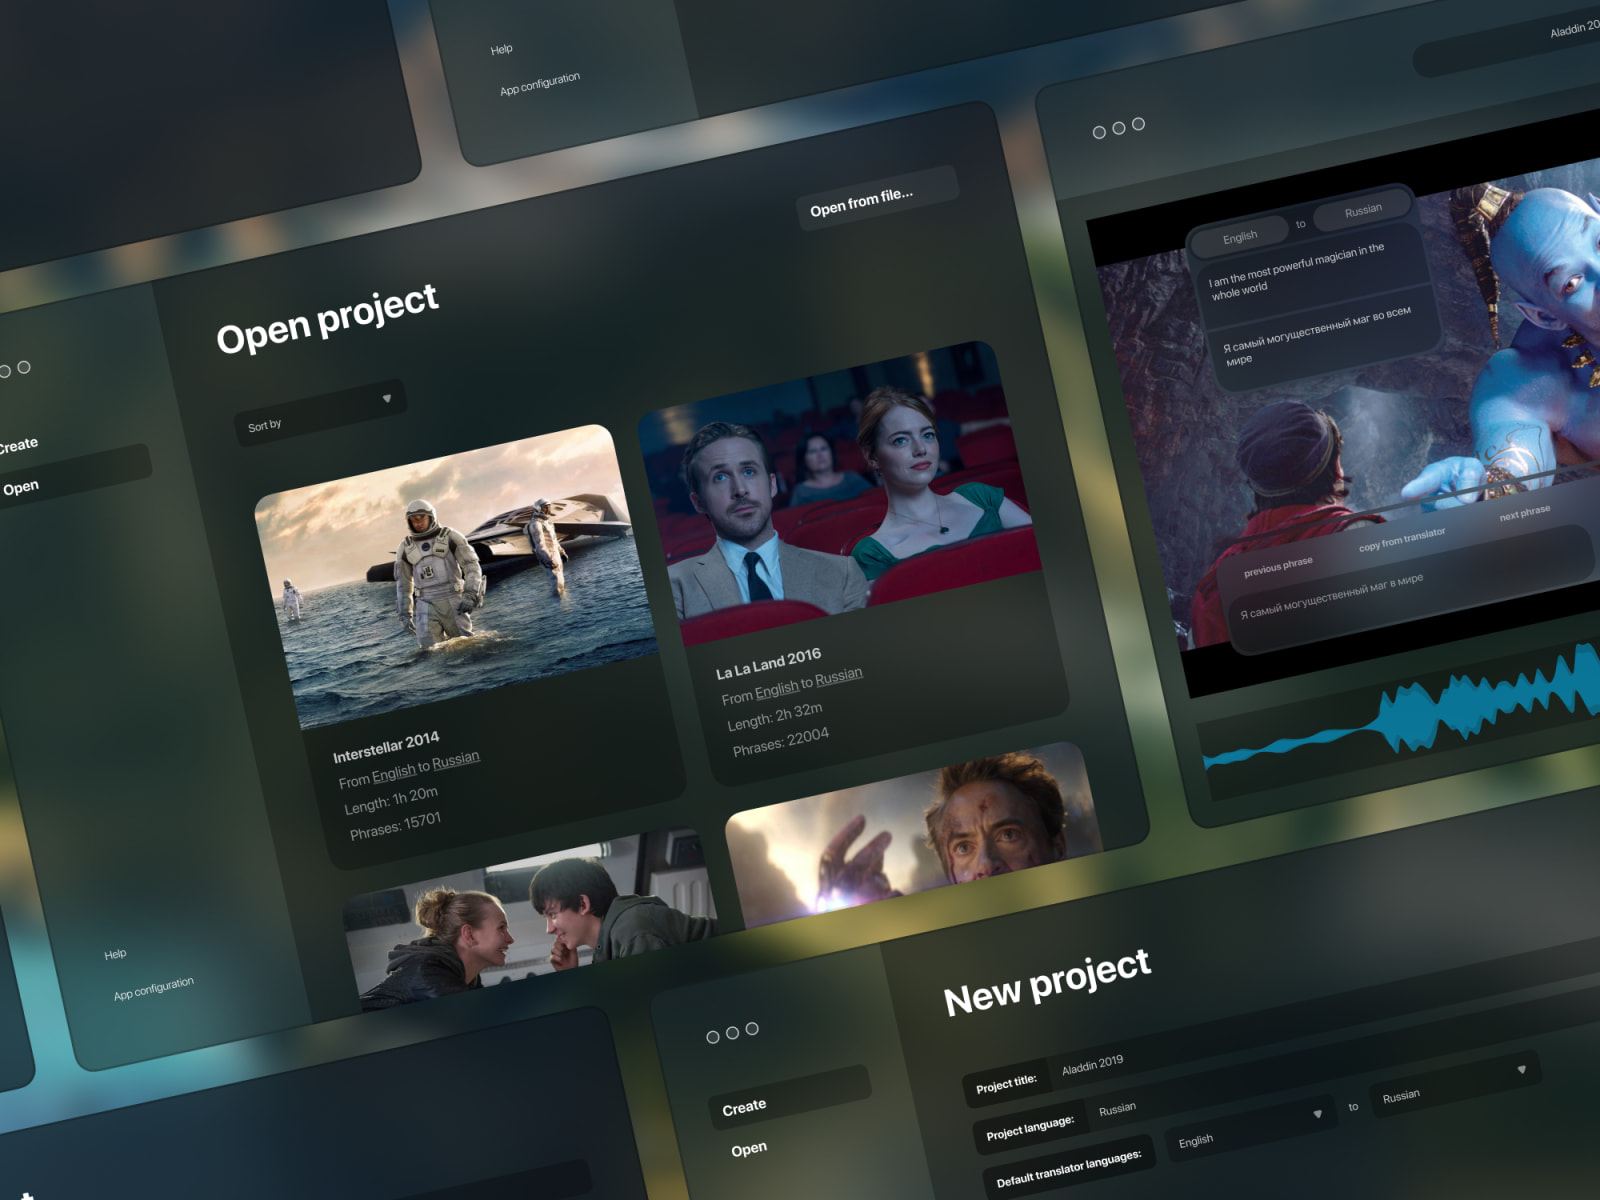 Help
App configuration
Create
Open
Help
App configuration
Open project
Open from file...
Sort by
Interstellar 2014
From English to Russian
Length: 1h 20m
Phrases: 15701
La La Land 2016
From English to Russian
Length: 2h 32m
Phrases: 22004
Aladdin 20
English to Russian
I am the most powerful magician in the
whole world
Я самый могущественный маг во всем
мире
previous phrase
copy from translator
next phrase
Я самый могущественный маг в мире
Create
Open
New project
Project title: Aladdin 2019
Project language: Russian
Default translator languages: English to Russian